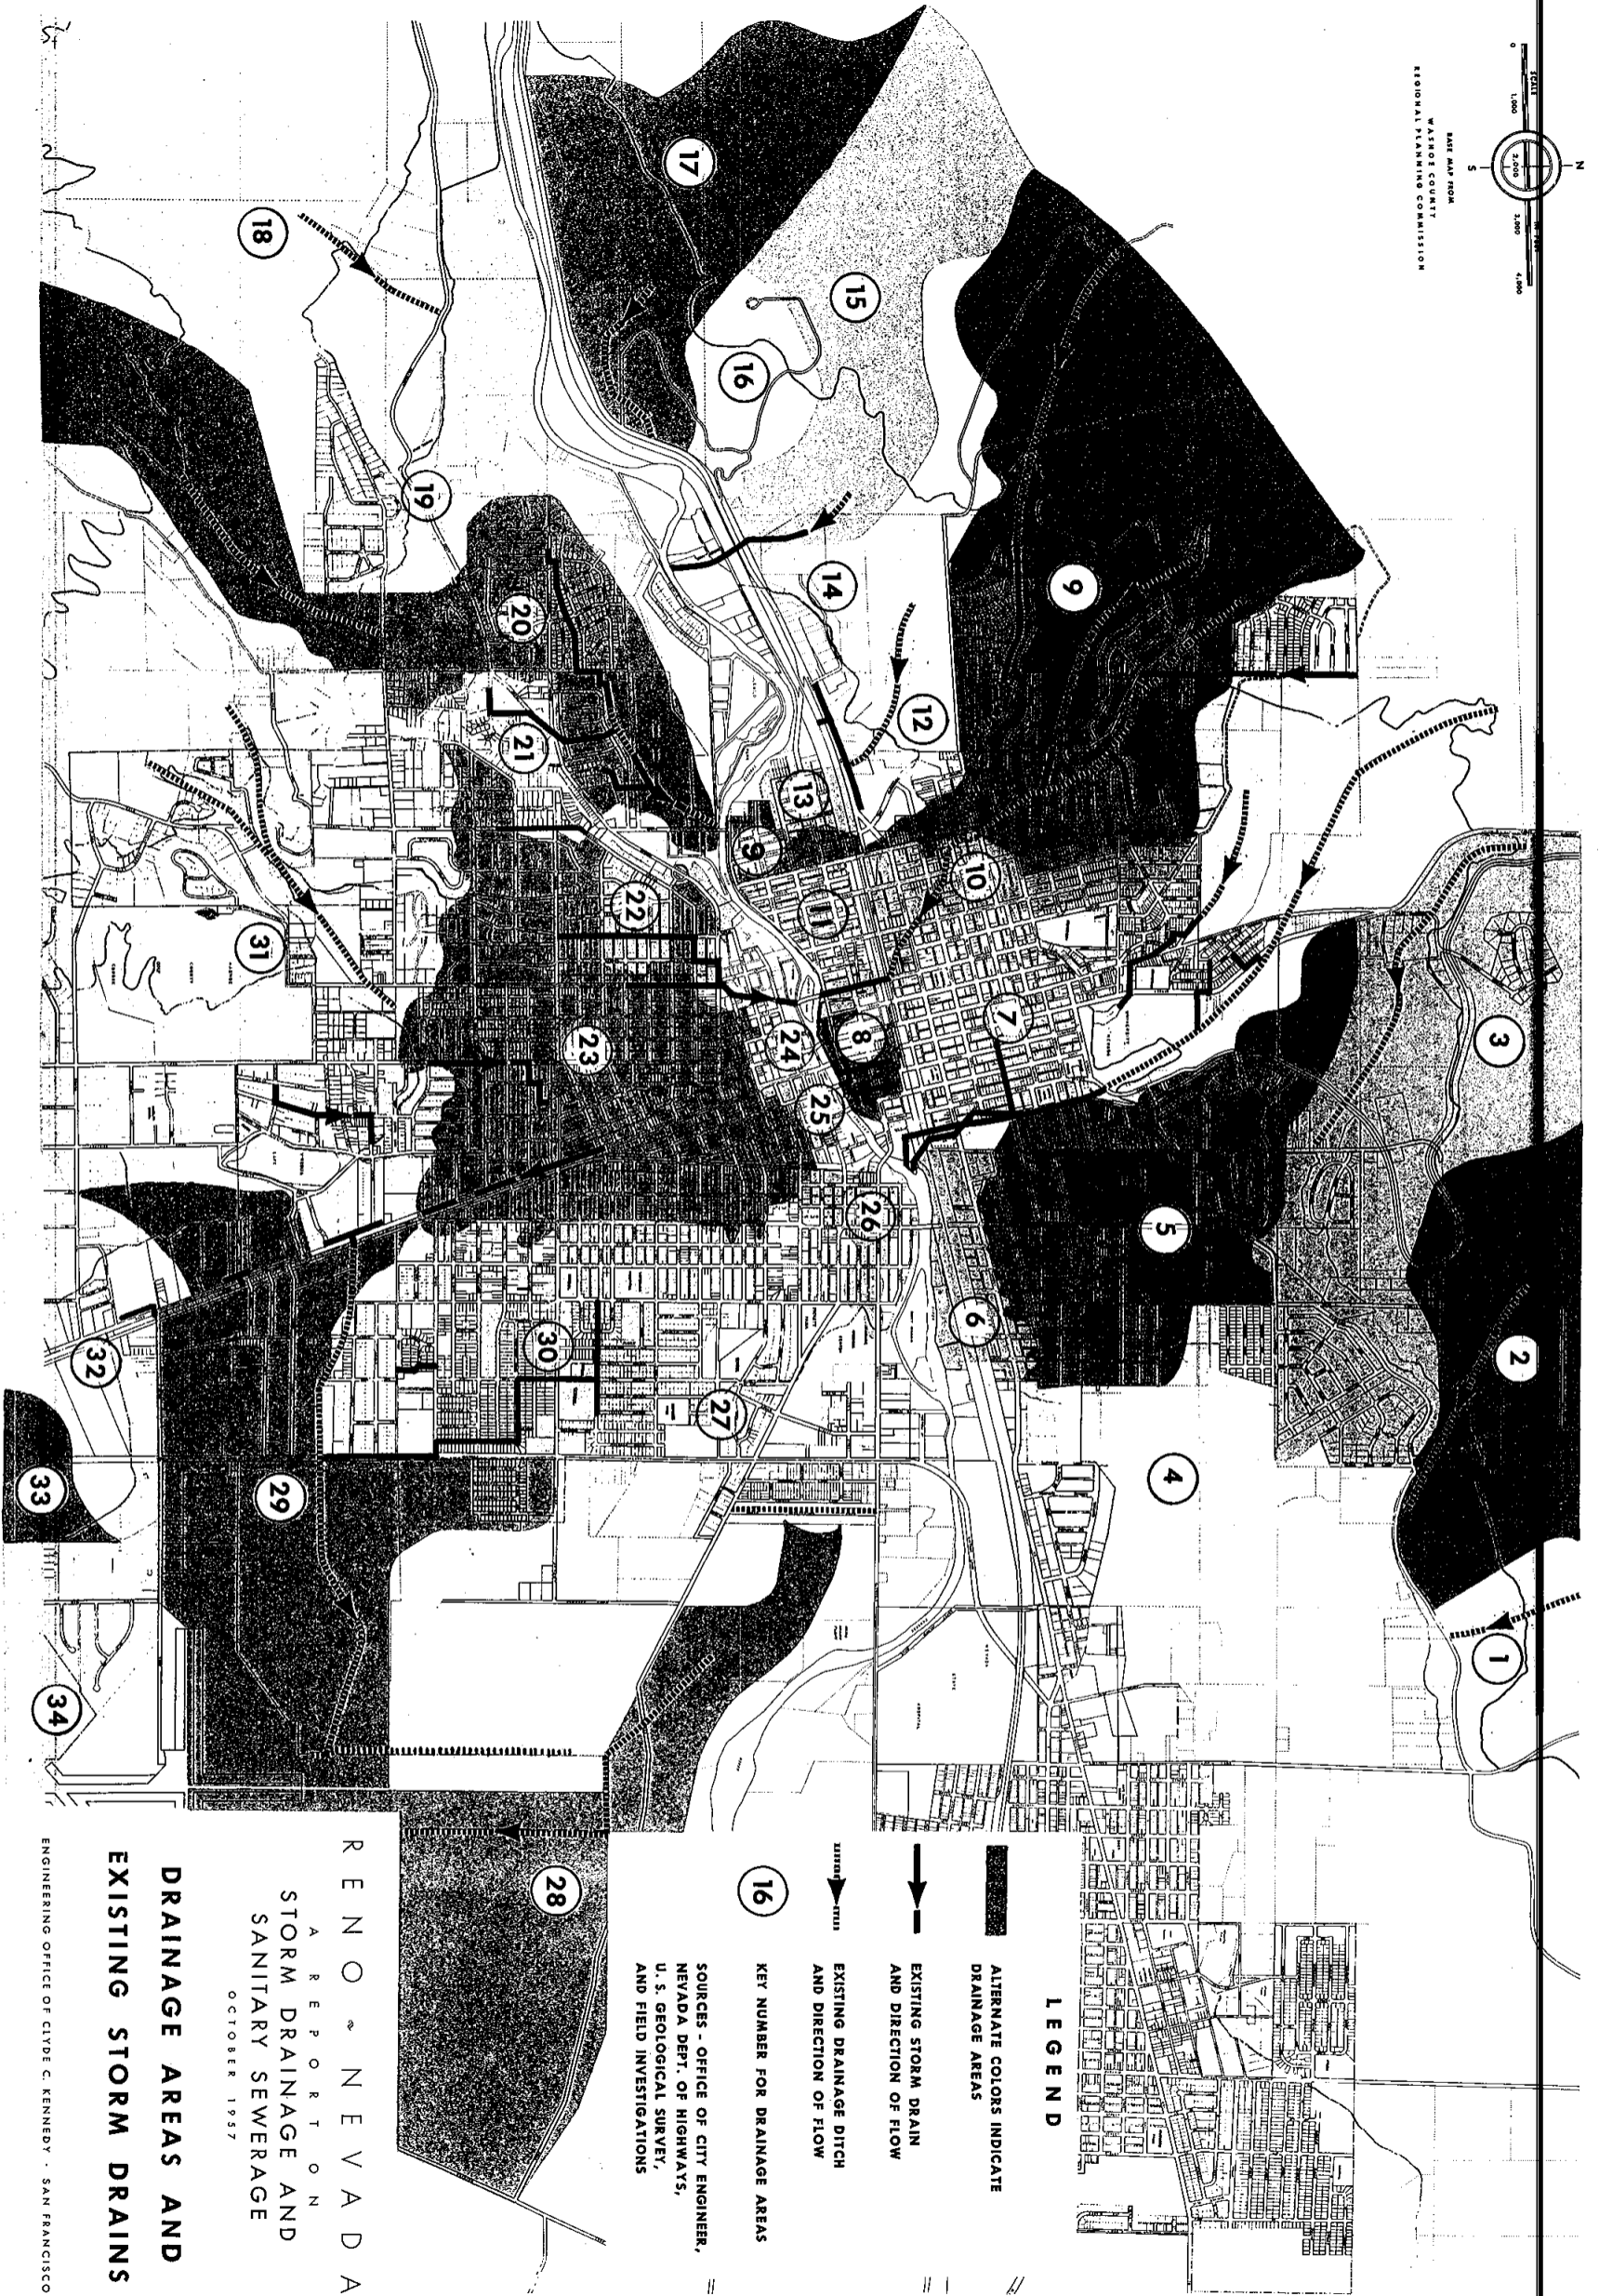 N
S
SCALE
IN FEET
0
1,000
2,000
3,000
4,000
BASE MAP FROM
WASHOE COUNTY
REGIONAL PLANNING COMMISSION
1
2
3
4
5
6
7
8
9
9
10
11
12
13
14
15
16
17
18
19
20
21
22
23
24
25
26
27
28
29
30
31
32
33
34
LEGEND
ALTERNATE COLORS INDICATE
DRAINAGE AREAS
EXISTING STORM DRAIN
AND DIRECTION OF FLOW
EXISTING DRAINAGE DITCH
AND DIRECTION OF FLOW
16
KEY NUMBER FOR DRAINAGE AREAS
SOURCES - OFFICE OF CITY ENGINEER,
NEVADA DEPT. OF HIGHWAYS,
U. S. GEOLOGICAL SURVEY,
AND FIELD INVESTIGATIONS
RENO ~ NEVADA
A REPORT ON
STORM DRAINAGE AND
SANITARY SEWERAGE
OCTOBER 1957
DRAINAGE AREAS AND
EXISTING STORM DRAINS
ENGINEERING OFFICE OF CLYDE C. KENNEDY · SAN FRANCISCO